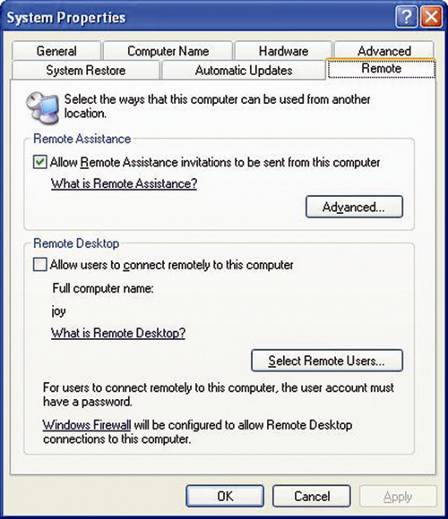 System Properties
General Computer Name Hardware Advanced
System Restore Automatic Updates Remote
Select the ways that this computer can be used from another
location.
Remote Assistance
Allow Remote Assistance invitations to be sent from this computer
What is Remote Assistance?
Advanced...
Remote Desktop
Allow users to connect remotely to this computer
Full computer name:
joy
What is Remote Desktop?
Select Remote Users...
For users to connect remotely to this computer, the user account must
have a password.
Windows Firewall will be configured to allow Remote Desktop
connections to this computer.
OK Cancel Apply